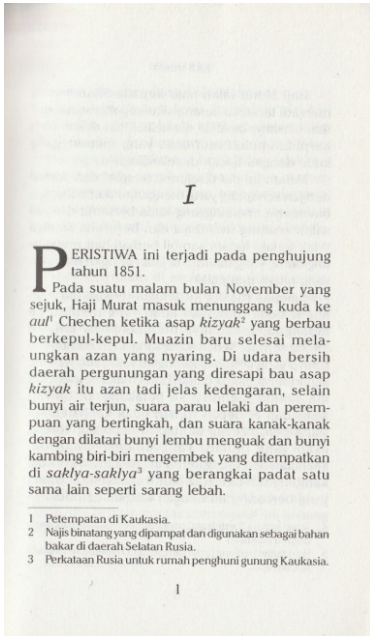 I
PERISTIWA ini terjadi pada penghujung
tahun 1851.
Pada suatu malam bulan November yang
sejuk, Haji Murat masuk menunggang kuda ke
aul¹ Chechen ketika asap kizyak² yang berbau
berkepul-kepul. Muazin baru selesai mela-
ungkan azan yang nyaring. Di udara bersih
daerah pergunungan yang diresapi bau asap
kizyak itu azan tadi jelas kedengaran, selain
bunyi air terjun, suara parau lelaki dan perem-
puan yang bertingkah, dan suara kanak-kanak
dengan dilatari bunyi lembu menguak dan bunyi
kambing biri-biri mengembek yang ditempatkan
di saklya-saklya³ yang berangkai padat satu
sama lain seperti sarang lebah.
1 Petempatan di Kaukasia.
2 Najis binatang yang dipampat dan digunakan sebagai bahan
bakar di daerah Selatan Rusia.
3 Perkataan Rusia untuk rumah penghuni gunung Kaukasia.
1